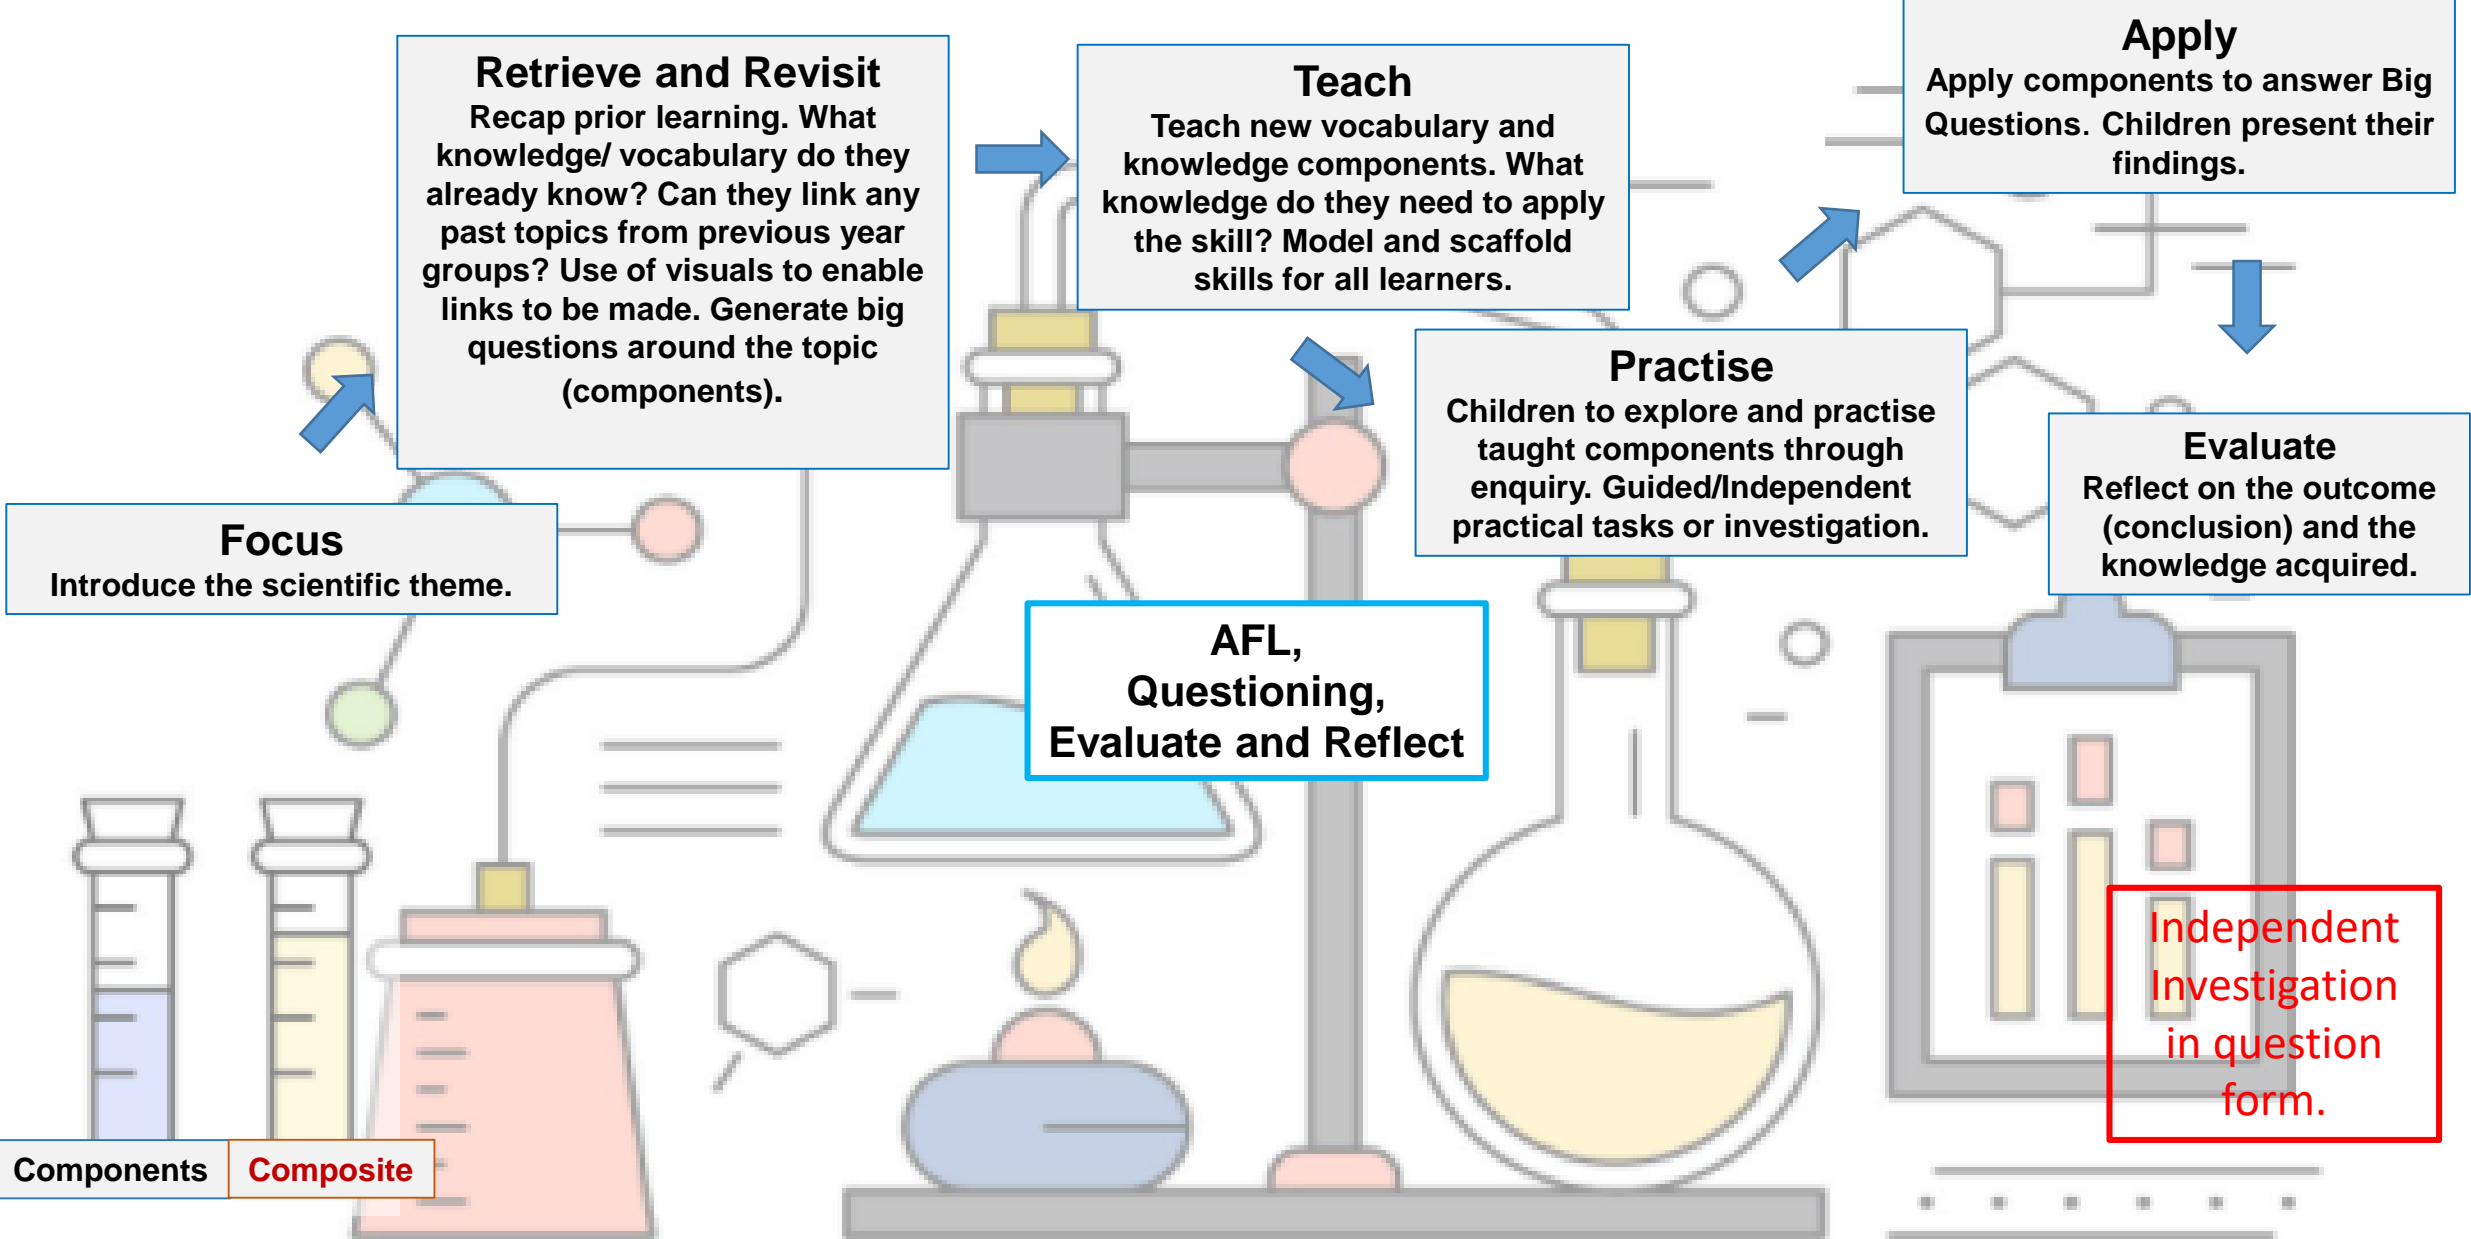 Focus
Introduce the scientific theme.
Retrieve and Revisit
Recap prior learning. What
knowledge/ vocabulary do they
already know? Can they link any
past topics from previous year
groups? Use of visuals to enable
links to be made. Generate big
questions around the topic
(components).
Teach
Teach new vocabulary and
knowledge components. What
knowledge do they need to apply
the skill? Model and scaffold
skills for all learners.
Practise
Children to explore and practise
taught components through
enquiry. Guided/Independent
practical tasks or investigation.
Apply
Apply components to answer Big
Questions. Children present their
findings.
Evaluate
Reflect on the outcome
(conclusion) and the
knowledge acquired.
AFL,
Questioning,
Evaluate and Reflect
Independent
Investigation
in question
form.
Components
Composite